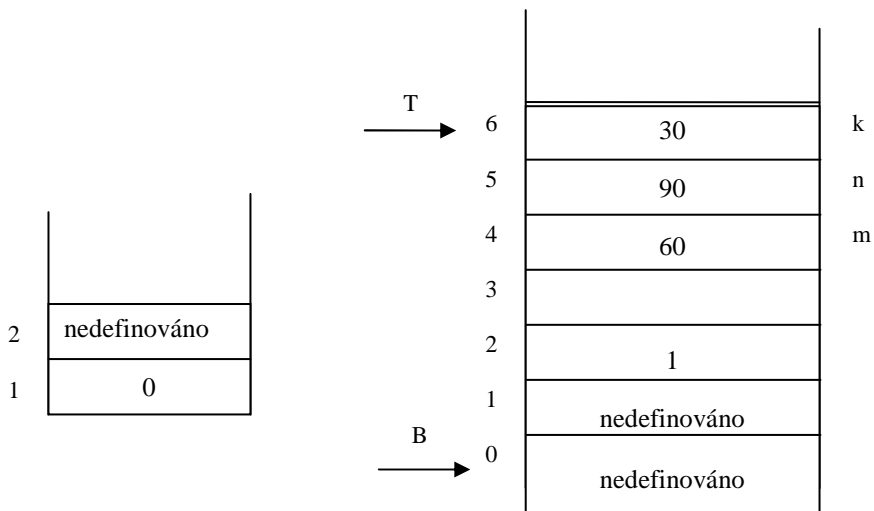 T
6 30 k
5 90 n
4 60 m
3
2 1
1 nedefinováno
B
0 nedefinováno
2 nedefinováno
1 0